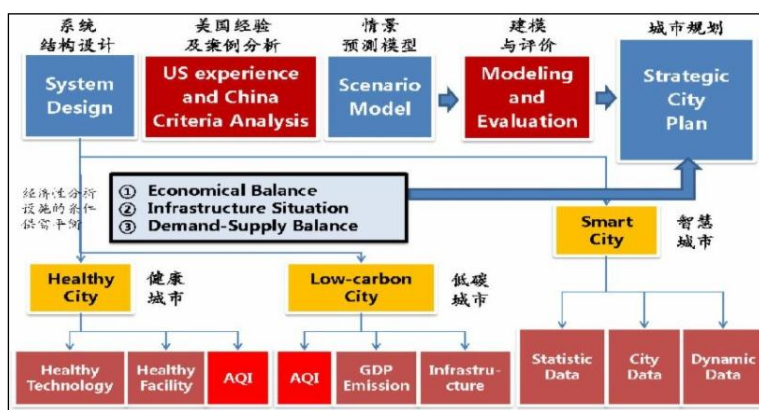 系统
结构设计
美国经验
及案例分析
情景
预测模型
建模
与评价
城市规划
System
Design
US experience
and China
Criteria Analysis
Scenario
Model
Modeling
and
Evaluation
Strategic
City
Plan
经济性分析
设施的条件
供需平衡
① Economical Balance
② Infrastructure Situation
③ Demand-Supply Balance
Smart
City
智慧
城市
Healthy
City
健康
城市
Low-carbon
City
低碳
城市
Healthy
Technology
Healthy
Facility
AQI
AQI
GDP
Emission
Infrastru-
cture
Statistic
Data
City
Data
Dynamic
Data